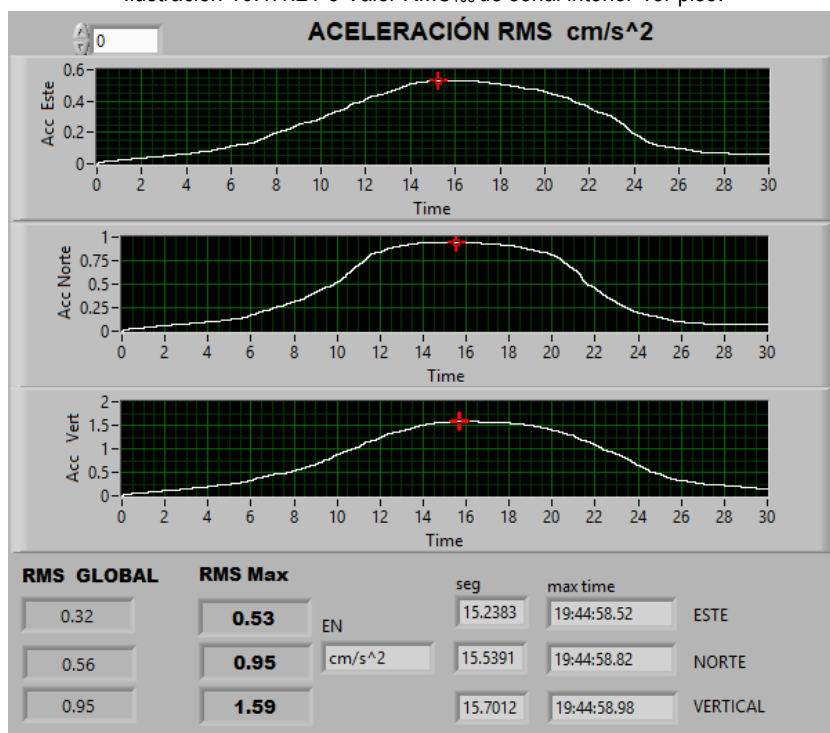 ACELERACIÓN RMS cm/s^2
0
Acc Este
0.6
0.4
0.2
0
0 2 4 6 8 10 12 14 16 18 20 22 24 26 28 30
Time
Acc Norte
1
0.75
0.5
0.25
0
0 2 4 6 8 10 12 14 16 18 20 22 24 26 28 30
Time
Acc Vert
2
1.5
1
0.5
0
0 2 4 6 8 10 12 14 16 18 20 22 24 26 28 30
Time
RMS GLOBAL RMS Max seg max time
0.32 0.53 EN 15.2383 19:44:58.52 ESTE
0.56 0.95 cm/s^2 15.5391 19:44:58.82 NORTE
0.95 1.59 15.7012 19:44:58.98 VERTICAL